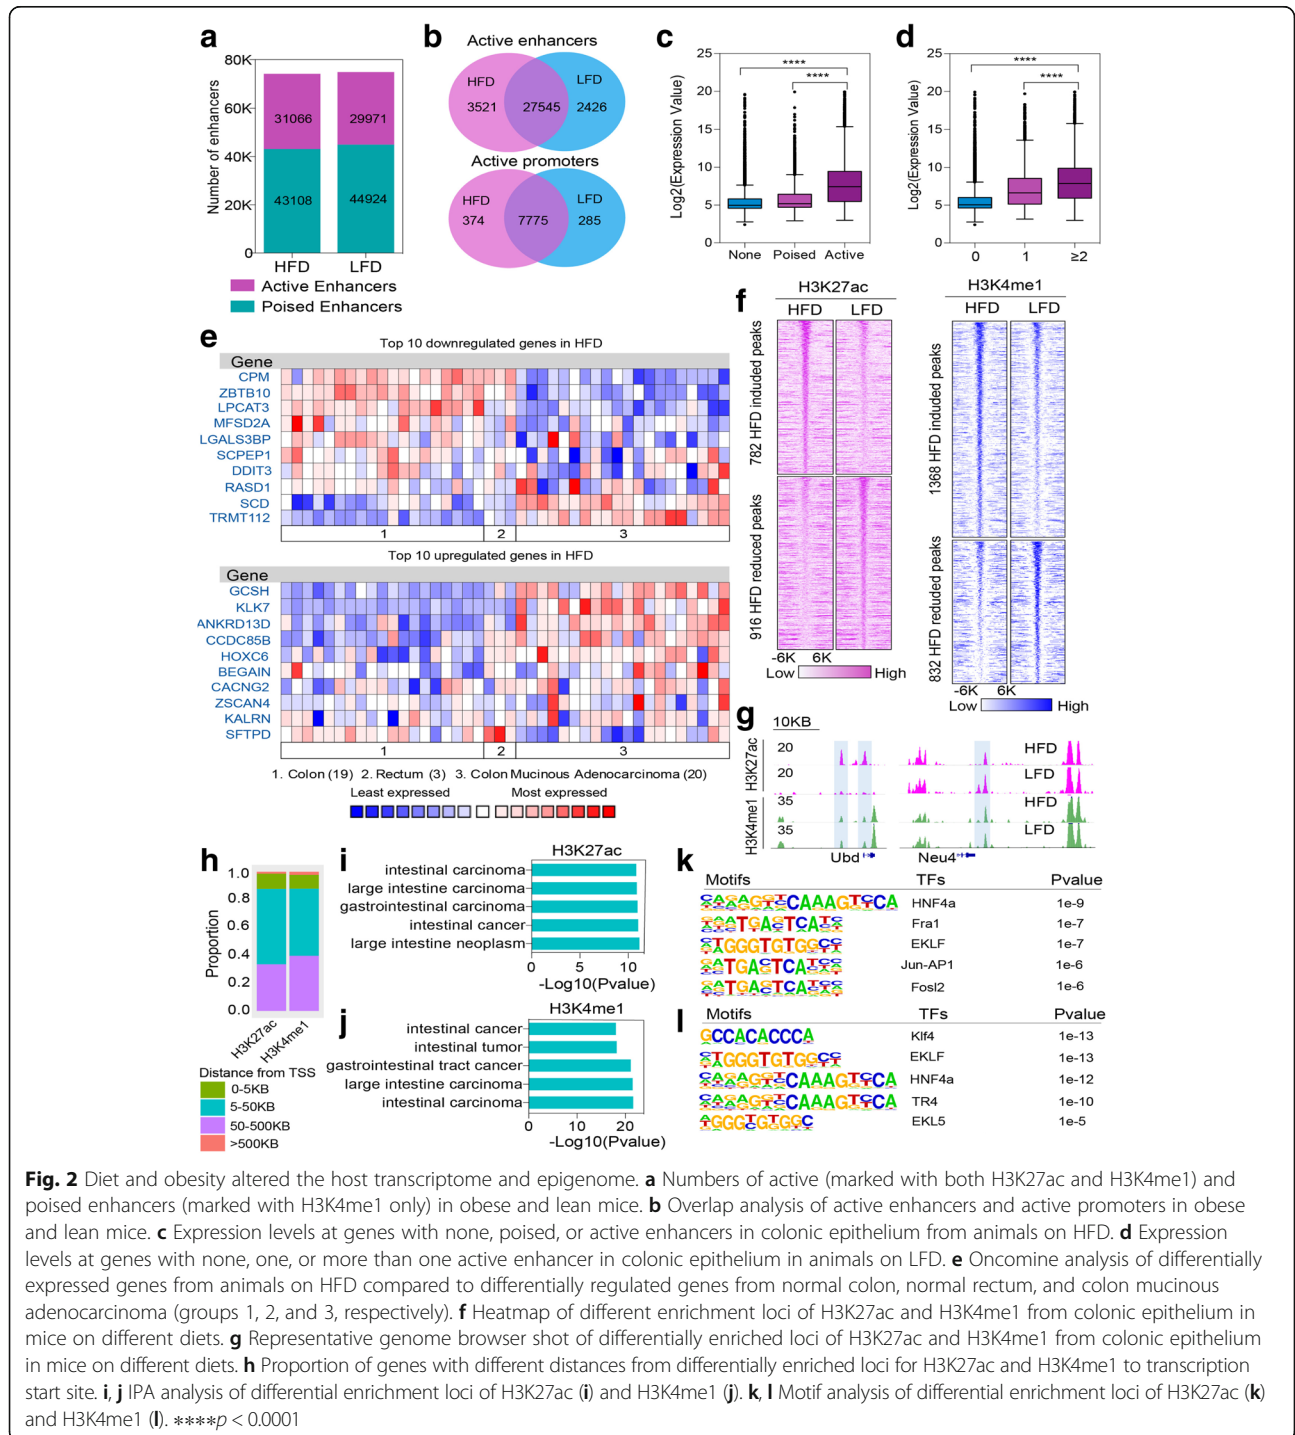 a
80K
60K
40K
20K
0
Number of enhancers
31066
29971
43108
44924
HFD LFD
Active Enhancers
Poised Enhancers
b
Active enhancers
HFD
LFD
3521 27545 2426
Active promoters
HFD
LFD
374 7775 285
c
Log2(Expression Value)
25
20
15
10
5
0
****
****
None Poised Active
d
Log2(Expression Value)
25
20
15
10
5
0
****
****
0 1 ≥2
e
Top 10 downregulated genes in HFD
Gene
CPM
ZBTB10
LPCAT3
MFSD2A
LGALS3BP
SCPEP1
DDIT3
RASD1
SCD
TRMT112
1 2 3
Top 10 upregulated genes in HFD
Gene
GCSH
KLK7
ANKRD13D
CCDC85B
HOXC6
BEGAIN
CACNG2
ZSCAN4
KALRN
SFTPD
1 2 3
1. Colon (19) 2. Rectum (3) 3. Colon Mucinous Adenocarcinoma (20)
Least expressed Most expressed
f
H3K27ac
HFD LFD
782 HFD induded peaks
916 HFD reduced peaks
-6K 6K
Low High
H3K4me1
HFD LFD
1368 HFD induded peaks
832 HFD reduded peaks
-6K 6K
Low High
g
10KB
H3K27ac
H3K4me1
20
HFD
20
LFD
35
HFD
35
LFD
Ubd Neu4
h
Proportion
1.0
0.8
0.6
0.4
0.2
0.0
H3K27ac
H3K4me1
Distance from TSS
0-5KB
5-50KB
50-500KB
>500KB
i
H3K27ac
intestinal carcinoma
large intestine carcinoma
gastrointestinal carcinoma
intestinal cancer
large intestine neoplasm
0 5 10
-Log10(Pvalue)
j
H3K4me1
intestinal cancer
intestinal tumor
gastrointestinal tract cancer
large intestine carcinoma
intestinal carcinoma
0 10 20
-Log10(Pvalue)
k
Motifs TFs Pvalue
CAAAG CA HNF4a 1e-9
TGA TCA Fra1 1e-7
TGGGTGTGG EKLF 1e-7
TGA TCA Jun-AP1 1e-6
TGA TCA Fosl2 1e-6
l
Motifs TFs Pvalue
GCCACACCCA Klf4 1e-13
TGGGTGTGG EKLF 1e-13
CAAAG CA HNF4a 1e-12
CAAAG CA TR4 1e-10
GGG GTGGC EKL5 1e-5
Fig. 2 Diet and obesity altered the host transcriptome and epigenome. a Numbers of active (marked with both H3K27ac and H3K4me1) and
poised enhancers (marked with H3K4me1 only) in obese and lean mice. b Overlap analysis of active enhancers and active promoters in obese
and lean mice. c Expression levels at genes with none, poised, or active enhancers in colonic epithelium from animals on HFD. d Expression
levels at genes with none, one, or more than one active enhancer in colonic epithelium in animals on LFD. e Oncomine analysis of differentially
expressed genes from animals on HFD compared to differentially regulated genes from normal colon, normal rectum, and colon mucinous
adenocarcinoma (groups 1, 2, and 3, respectively). f Heatmap of different enrichment loci of H3K27ac and H3K4me1 from colonic epithelium in
mice on different diets. g Representative genome browser shot of differentially enriched loci of H3K27ac and H3K4me1 from colonic epithelium
in mice on different diets. h Proportion of genes with different distances from differentially enriched loci for H3K27ac and H3K4me1 to transcription
start site. i, j IPA analysis of differential enrichment loci of H3K27ac (i) and H3K4me1 (j). k, l Motif analysis of differential enrichment loci of H3K27ac (k)
and H3K4me1 (l). ****p < 0.0001